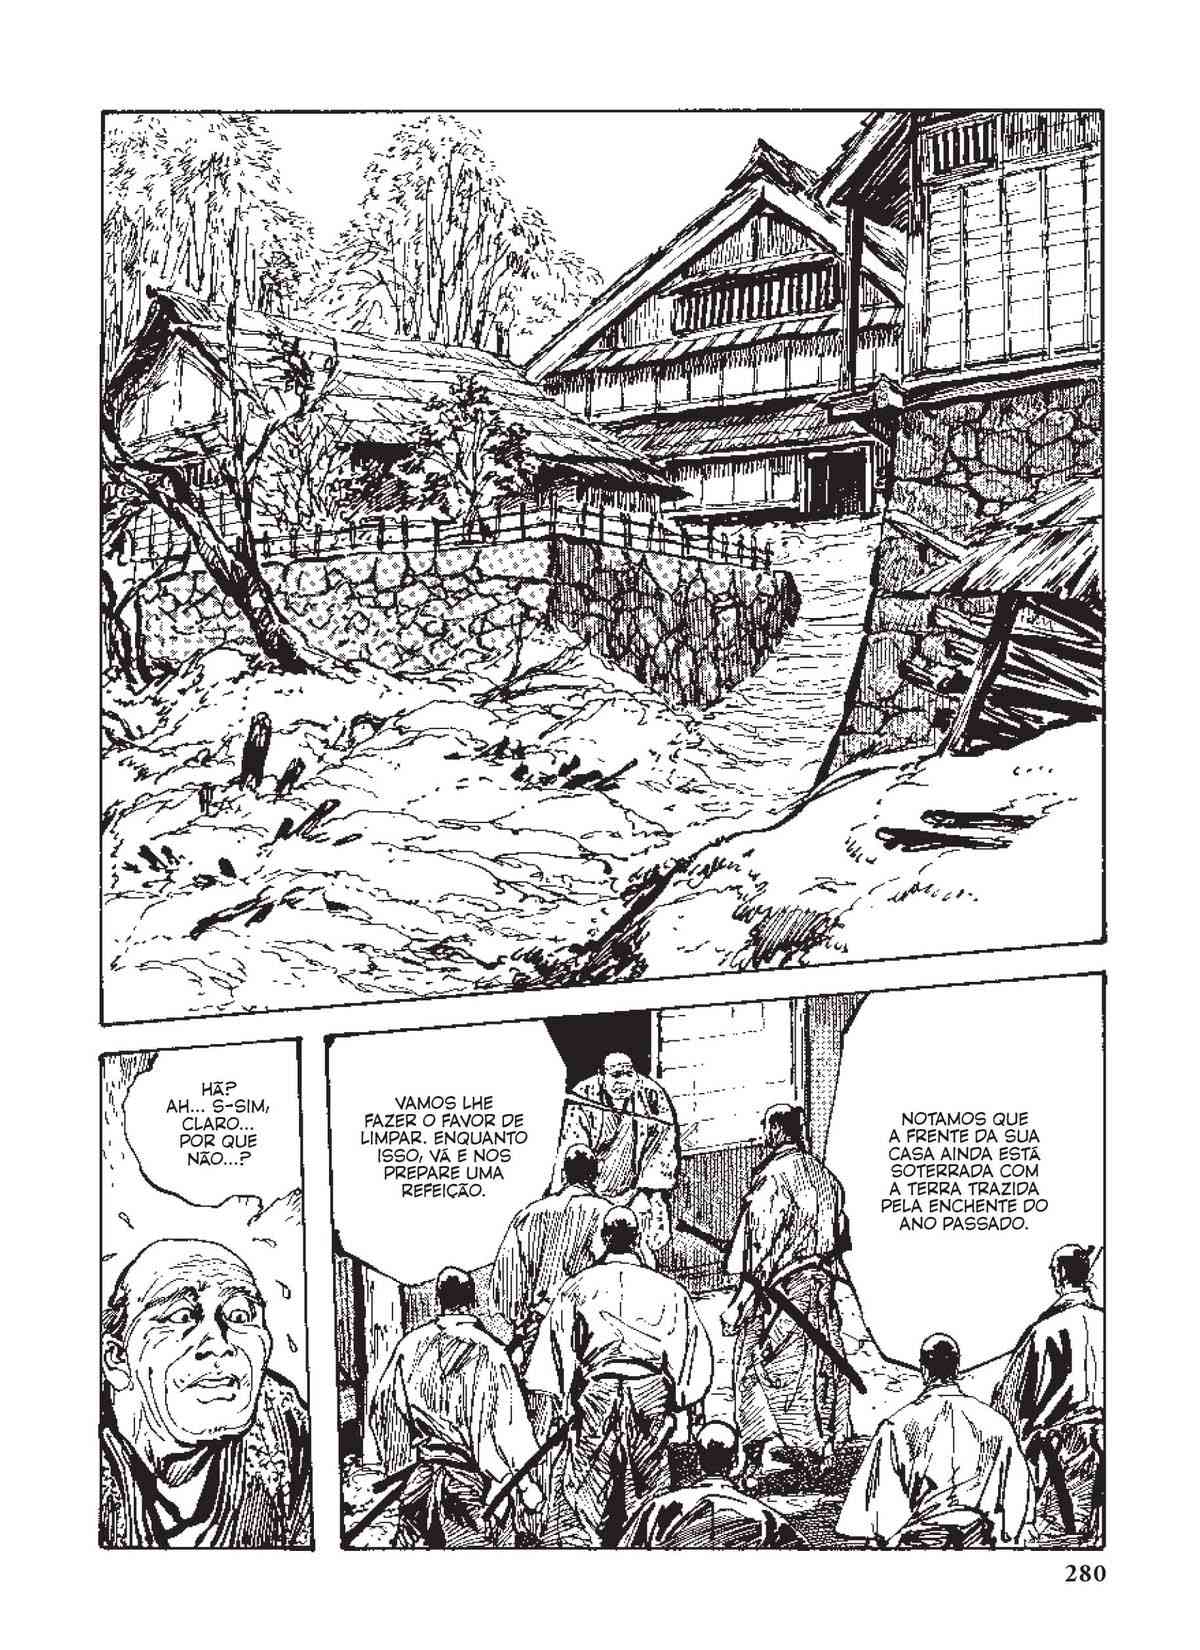 NOTAMOS QUE
A FRENTE DA SUA
CASA AINDA ESTÁ
SOTERRADA COM
A TERRA TRAZIDA
PELA ENCHENTE DO
ANO PASSADO.
VAMOS LHE
FAZER O FAVOR DE
LIMPAR. ENQUANTO
ISSO, VÁ E NOS
PREPARE UMA
REFEIÇÃO.
HÃ?
AH... S-SIM,
CLARO...
POR QUE
NÃO...?
280